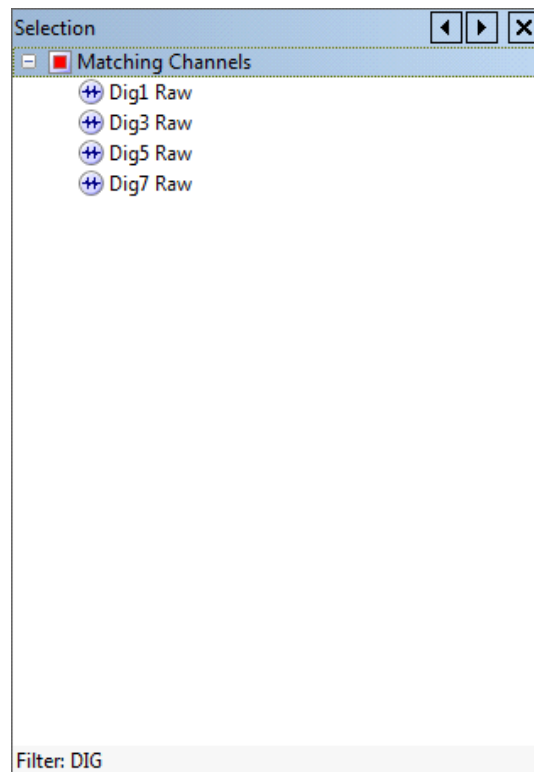 Selection
Matching Channels
Dig1 Raw
Dig3 Raw
Dig5 Raw
Dig7 Raw
Filter: DIG